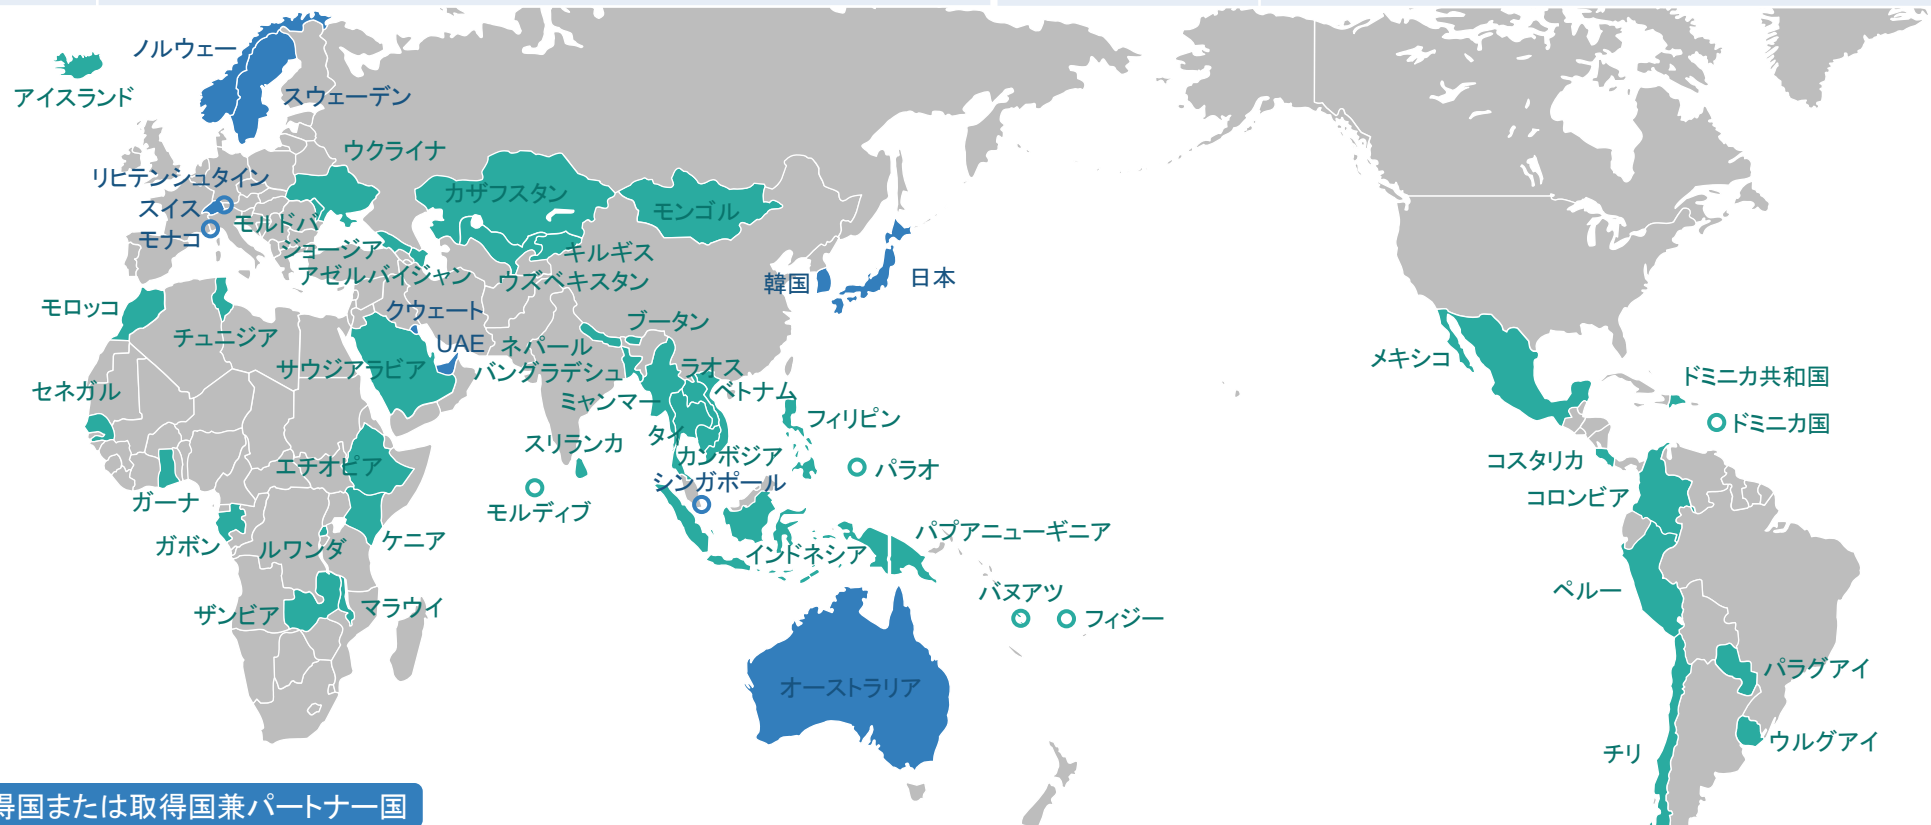 ノルウェー
アイスランド
スウェーデン
ウクライナ
リヒテンシュタイン
カザフスタン
スイス
モンゴル
モルドバ
モナコ
ジョージア
キルギス
アゼルバイジャン
ウズベキスタン
韓国
日本
モロッコ
クウェート
ブータン
チュニジア
UAE
ネパール
メキシコ
サウジアラビア
バングラデシュ
ラオス
ドミニカ共和国
セネガル
ベトナム
ミャンマー
フィリピン
ドミニカ国
スリランカ
タイ
カンボジア
コスタリカ
エチオピア
パラオ
シンガポール
ガーナ
モルディブ
コロンビア
ガボン
ルワンダ
ケニア
インドネシア
パプアニューギニア
バヌアツ
ペルー
ザンビア
マラウイ
フィジー
オーストラリア
パラグアイ
チリ
ウルグアイ
得国または取得国兼パートナー国